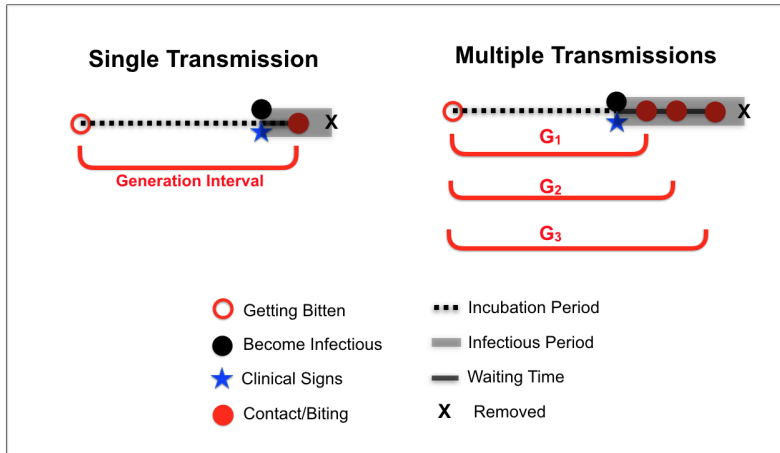 Single Transmission
Multiple Transmissions
X
X
Generation Interval
G1
G2
G3
Getting Bitten
Become Infectious
Clinical Signs
Contact/Biting
Incubation Period
Infectious Period
Waiting Time
X Removed